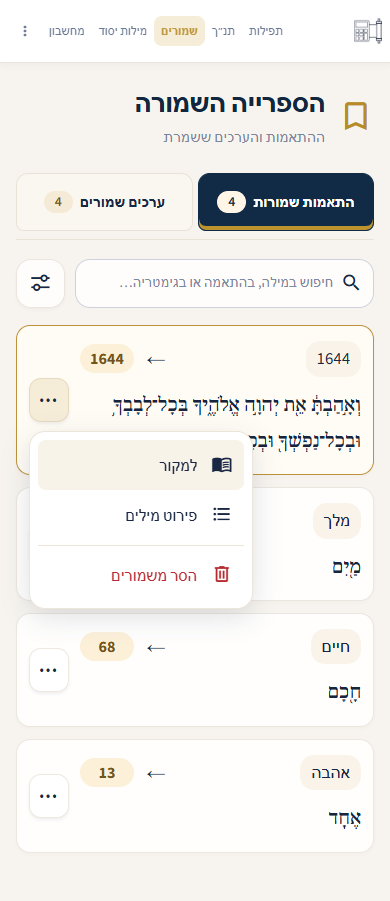 תפילות
תנ״ך
שמורים
מילות יסוד
מחשבון
הספרייה השמורה
ההתאמות והערכים ששמרת
התאמות שמורות 4
ערכים שמורים 4
חיפוש במילה, בהתאמה או בגימטריה...
1644 ← 1644
וְאָ֣הַבְתָּ֔ אֵ֖ת יְהוָ֣ה אֱלֹהֶ֑יךָ בְּכָל־לְבָבְךָ֥
וּבְכָל־נַפְשְׁךָ֖
למקור
פירוט מילים
הסר משמורים
מלך
מַ֖יִם
חיים ← 68
חָכָ֖ם
אהבה ← 13
אֶחָֽד